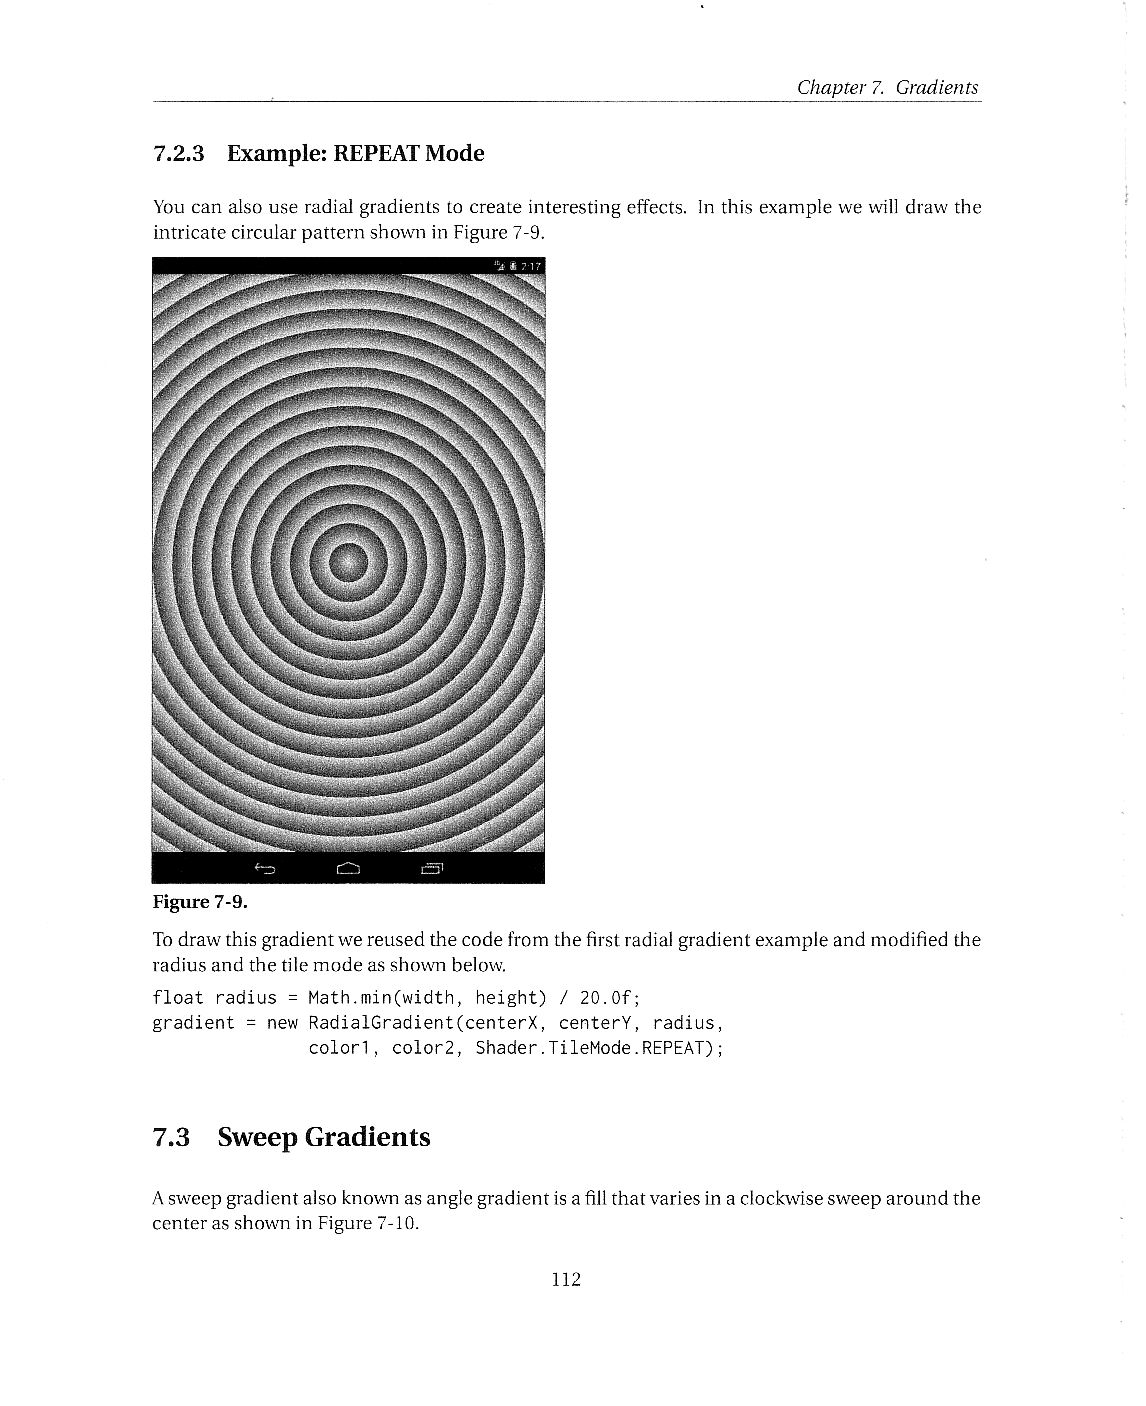 Chapter 7. Gradients
7.2.3 Example: REPEAT Mode
You can also use radial gradients to create interesting effects. In this example we will draw the
intricate circular pattern shown in Figure 7-9.
2:17
Figure 7-9.
To draw this gradient we reused the code from the first radial gradient example and modified the
radius and the tile mode as shown below.
float radius = Math.min(width, height) / 20.0f;
gradient = new RadialGradient(centerX, centerY, radius,
color1, color2, Shader.TileMode.REPEAT);
7.3 Sweep Gradients
A sweep gradient also known as angle gradient is a fill that varies in a clockwise sweep around the
center as shown in Figure 7-10.
112